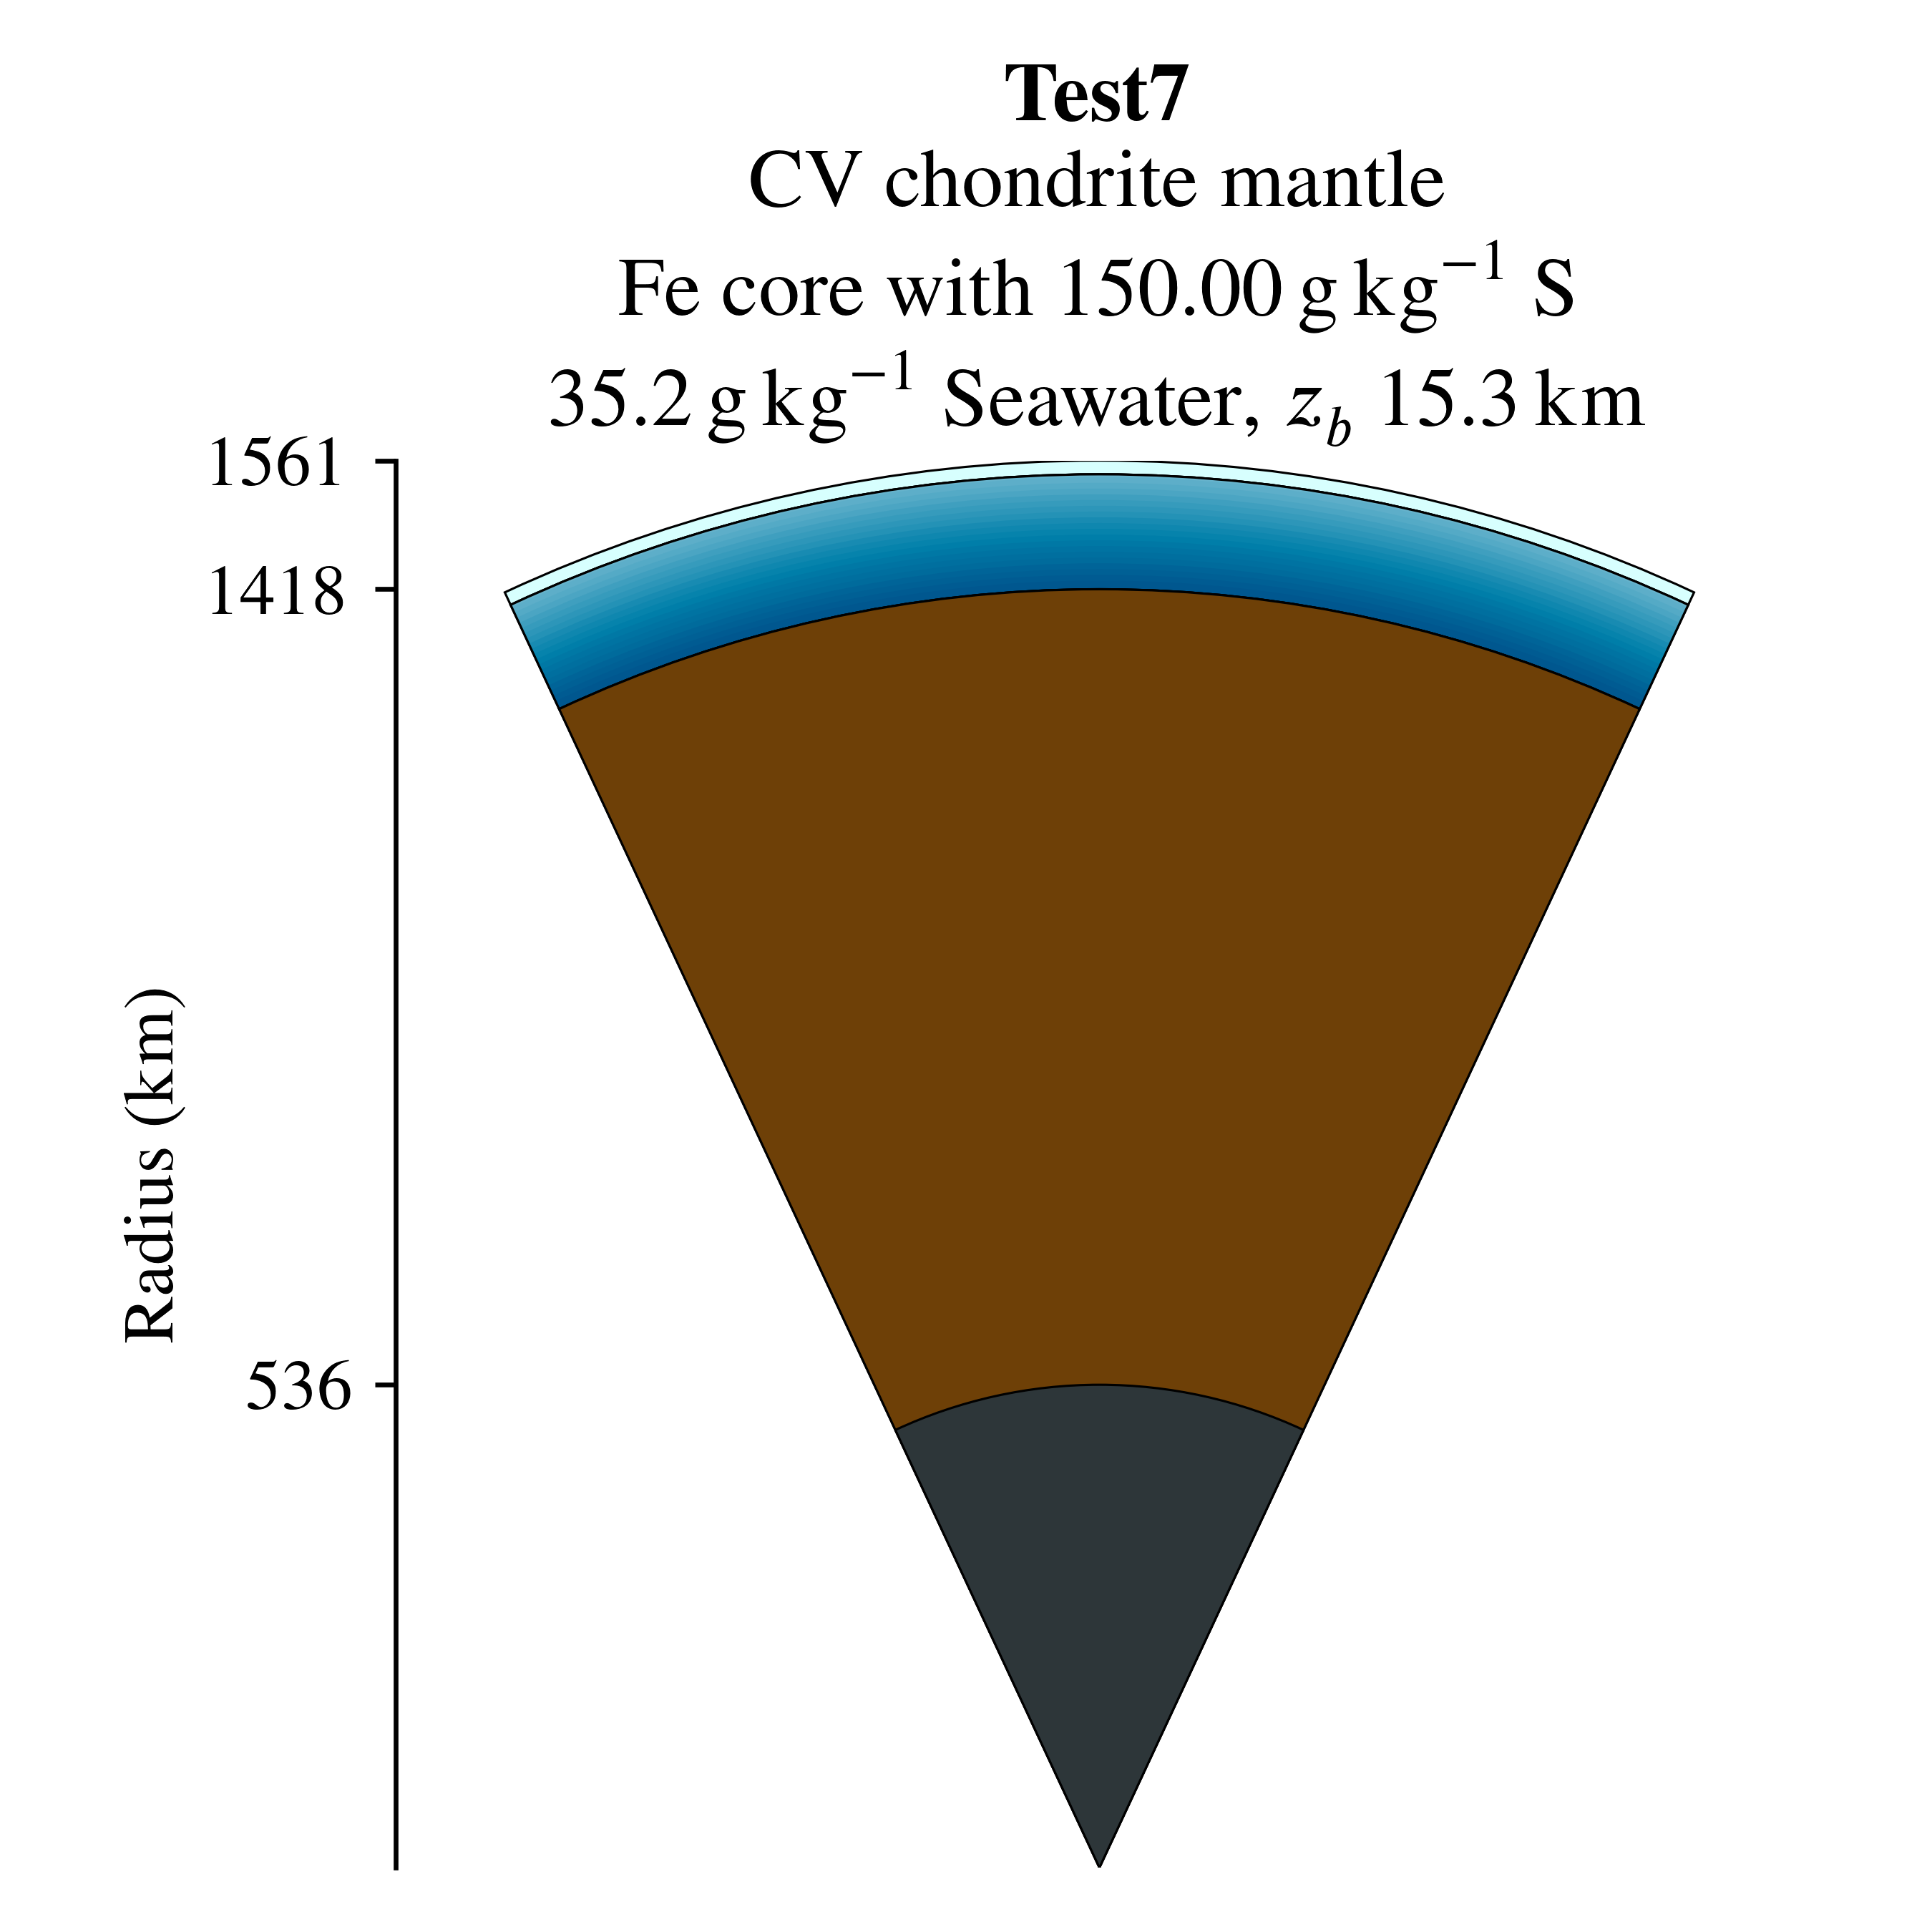 Test7
CV chondrite mantle
Fe core with 150.00 g kg⁻¹ S
35.2 g kg⁻¹ Seawater, z_b 15.3 km
1561
1418
Radius (km)
536